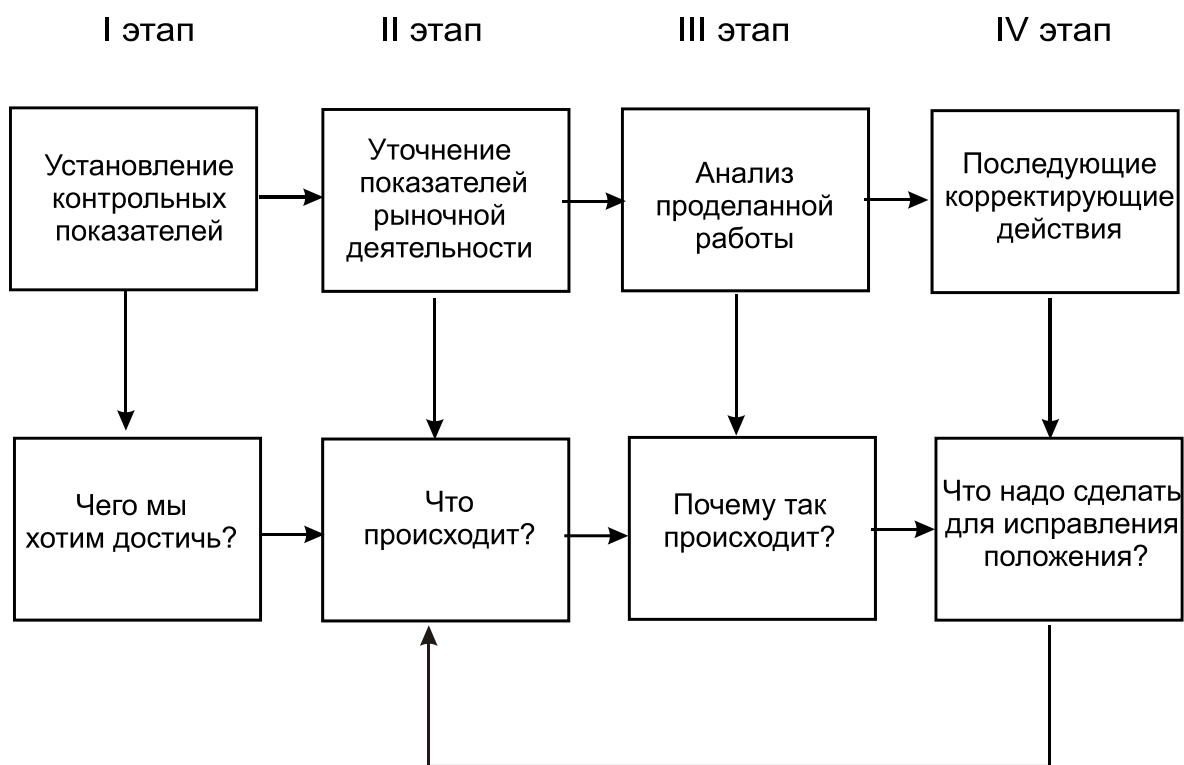 I этап
II этап
III этап
IV этап
Установление
контрольных
показателей
Уточнение
показателей
рыночной
деятельности
Анализ
проделанной
работы
Последующие
корректирующие
действия
Чего мы
хотим достичь?
Что
происходит?
Почему так
происходит?
Что надо сделать
для исправления
положения?